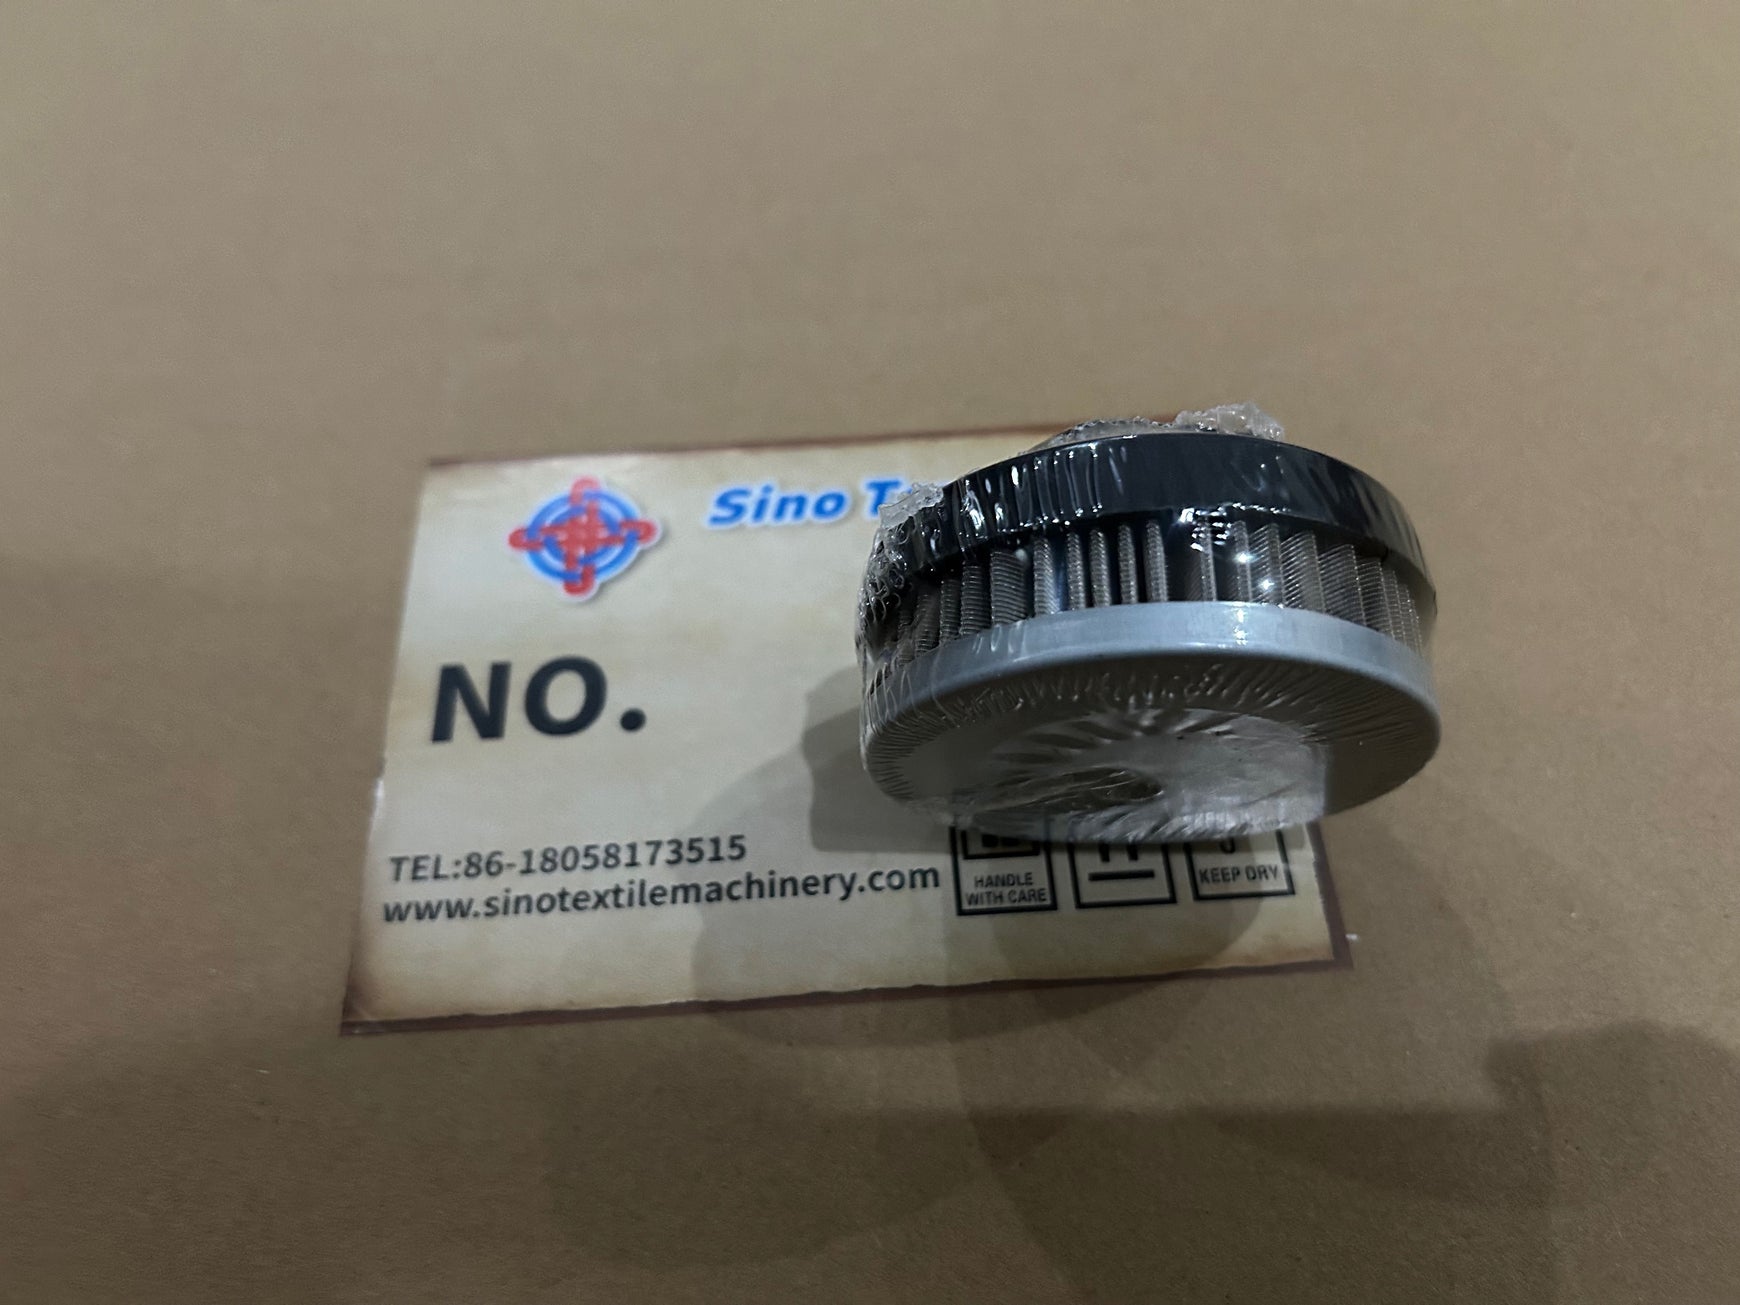 Sino
NO.
TEL:86-18058173515
www.sinotextilemachinery.com
HANDLE
WITH CARE
KEEP DRY